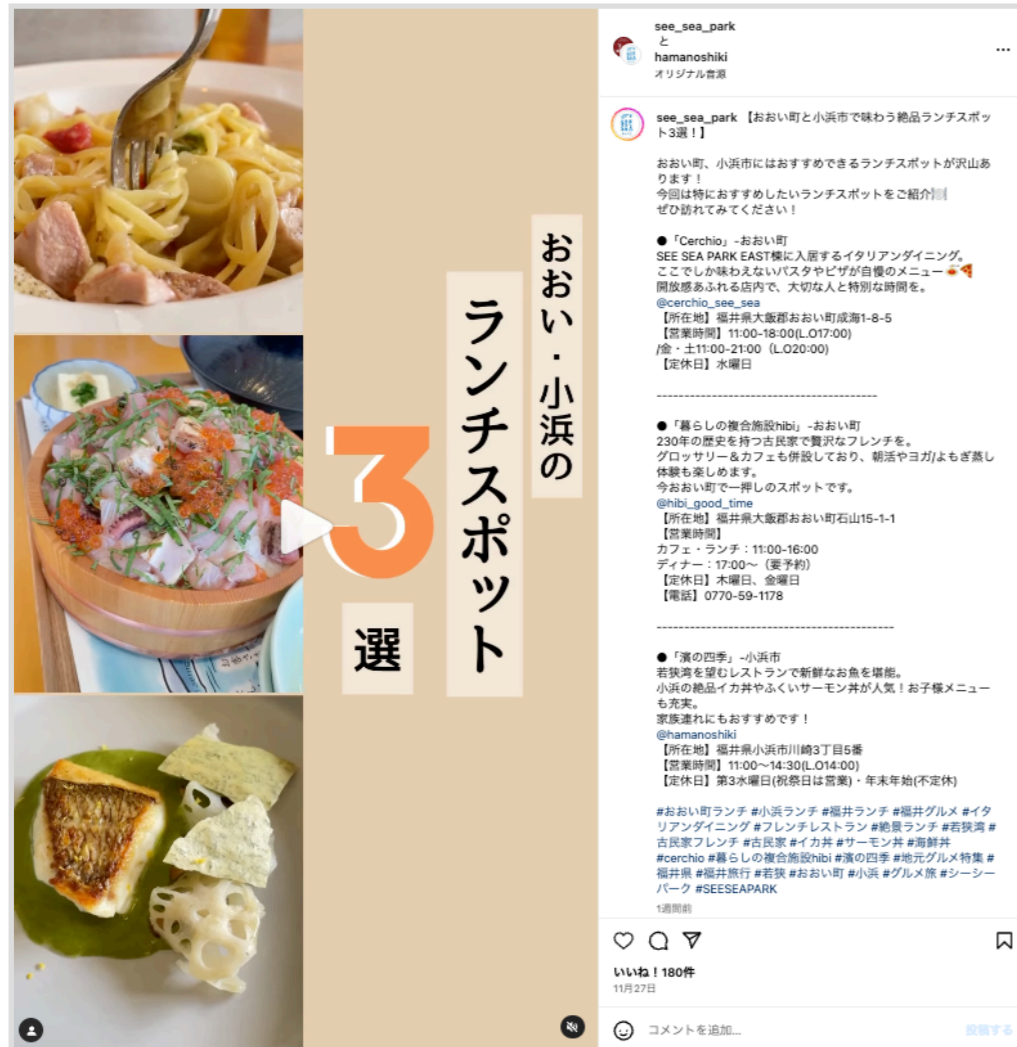 おおい・小浜の
ランチスポット
3
選
see_sea_park
と
hamanoshiki
オリジナル音源
see_sea_park 【おおい町と小浜市で味わう絶品ランチスポッ
ト3選！】
おおい町、小浜市にはおすすめできるランチスポットが沢山あ
ります！
今回は特におすすめしたいランチスポットをご紹介🍽️
ぜひ訪れてみてください！
●「Cerchio」-おおい町
SEE SEA PARK EAST棟に入居するイタリアンダイニング。
ここでしか味わえないパスタやピザが自慢のメニュー🍝🍕
開放感あふれる店内で、大切な人と特別な時間を。
@cerchio_see_sea
【所在地】福井県大飯郡おおい町成海1-8-5
【営業時間】11:00-18:00(L.O17:00)
/金・土11:00-21:00（L.O20:00)
【定休日】水曜日
----------------------------------------
●「暮らしの複合施設hibi」-おおい町
230年の歴史を持つ古民家で贅沢なフレンチを。
グロッサリー＆カフェも併設しており、朝活やヨガ/よもぎ蒸し
体験も楽しめます。
今おおい町で一押しのスポットです。
@hibi_good_time
【所在地】福井県大飯郡おおい町石山15-1-1
【営業時間】
カフェ・ランチ：11:00-16:00
ディナー：17:00〜（要予約）
【定休日】木曜日、金曜日
【電話】0770-59-1178
-------------------------------------------
●「濱の四季」-小浜市
若狭湾を望むレストランで新鮮なお魚を堪能。
小浜の絶品イカ丼やふくいサーモン丼が人気！お子様メニュー
も充実。
家族連れにもおすすめです！
@hamanoshiki
【所在地】福井県小浜市川崎3丁目5番
【営業時間】11:00〜14:30(L.O14:00)
【定休日】第3水曜日(祝祭日は営業)・年末年始(不定休)
#おおい町ランチ #小浜ランチ #福井ランチ #福井グルメ #イタ
リアンダイニング #フレンチレストラン #絶景ランチ #若狭湾 #
古民家フレンチ #古民家 #イカ丼 #サーモン丼 #海鮮丼
#cerchio #暮らしの複合施設hibi #濱の四季 #地元グルメ特集 #
福井県 #福井旅行 #若狭 #おおい町 #小浜 #グルメ旅 #シーシー
パーク #SEESEAPARK
1週間前
いいね！180件
11月27日
コメントを追加...
投稿する